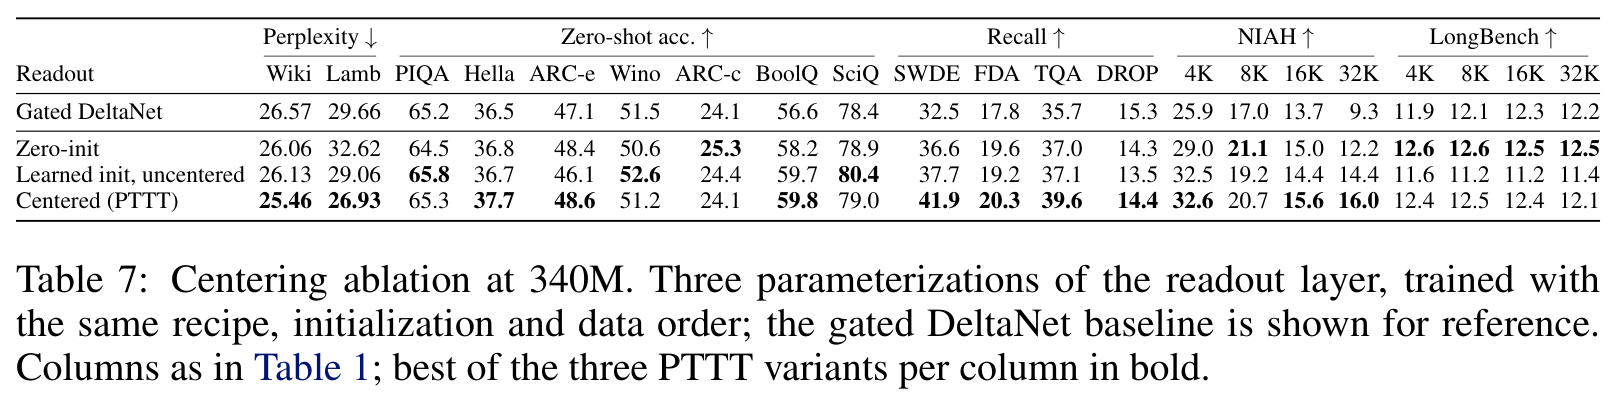 Perplexity ↓ Zero-shot acc. ↑ Recall ↑ NIAH ↑ LongBench ↑
Readout Wiki Lamb PIQA Hella ARC-e Wino ARC-c BoolQ SciQ SWDE FDA TQA DROP 4K 8K 16K 32K 4K 8K 16K 32K
Gated DeltaNet 26.57 29.66 65.2 36.5 47.1 51.5 24.1 56.6 78.4 32.5 17.8 35.7 15.3 25.9 17.0 13.7 9.3 11.9 12.1 12.3 12.2
Zero-init 26.06 32.62 64.5 36.8 48.4 50.6 25.3 58.2 78.9 36.6 19.6 37.0 14.3 29.0 21.1 15.0 12.2 12.6 12.6 12.5 12.5
Learned init, uncentered 26.13 29.06 65.8 36.7 46.1 52.6 24.4 59.7 80.4 37.7 19.2 37.1 13.5 32.5 19.2 14.4 14.4 11.6 11.2 11.2 11.4
Centered (PTTT) 25.46 26.93 65.3 37.7 48.6 51.2 24.1 59.8 79.0 41.9 20.3 39.6 14.4 32.6 20.7 15.6 16.0 12.4 12.5 12.4 12.1
Table 7: Centering ablation at 340M. Three parameterizations of the readout layer, trained with
the same recipe, initialization and data order; the gated DeltaNet baseline is shown for reference.
Columns as in Table 1; best of the three PTTT variants per column in bold.